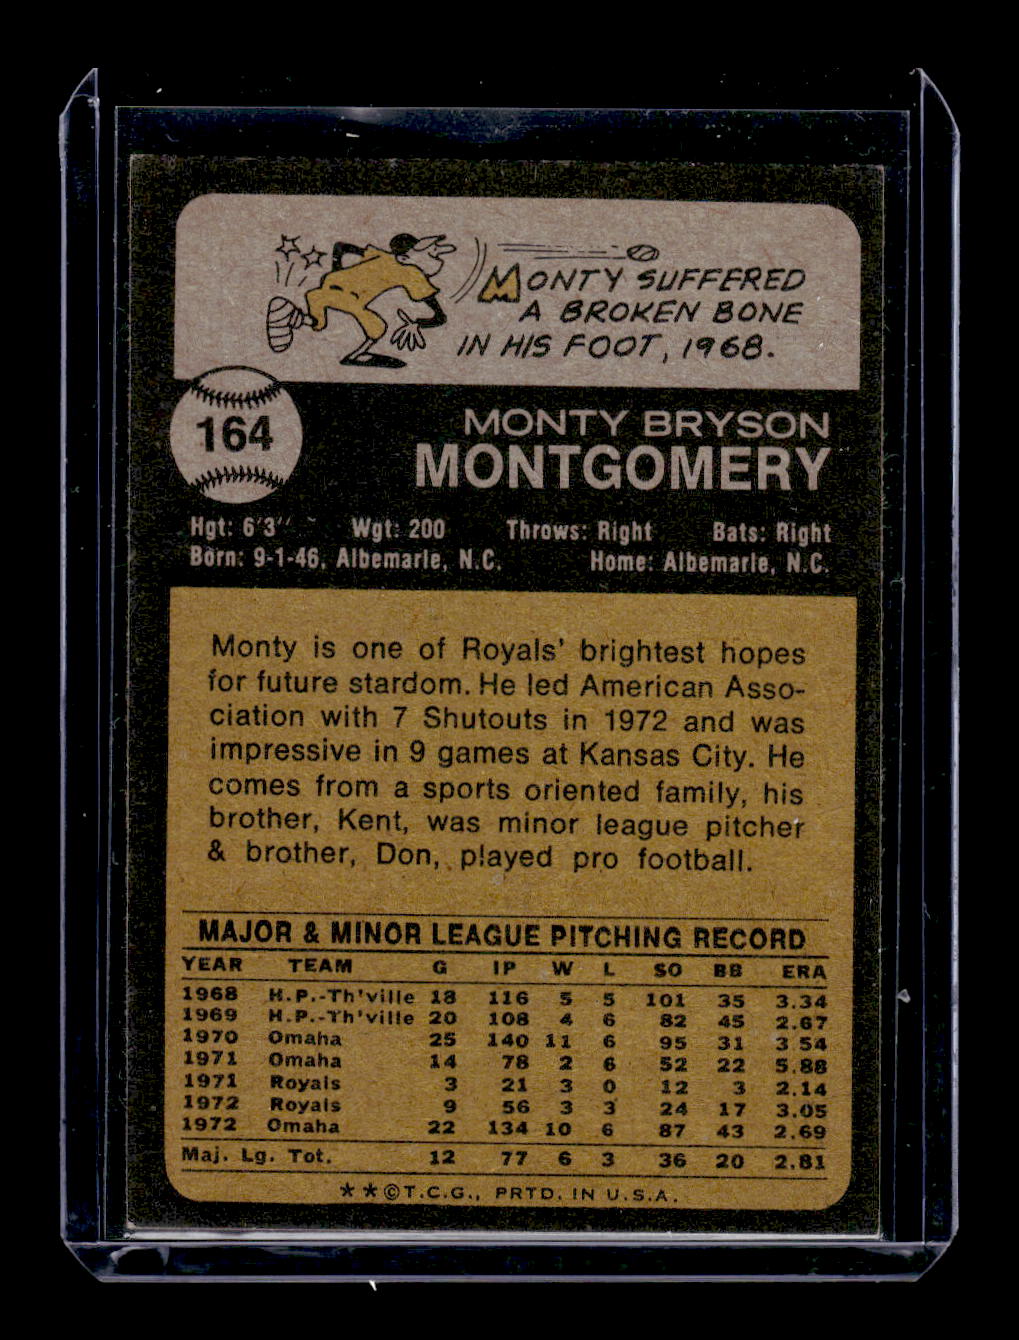 MONTY SUFFERED
A BROKEN BONE
IN HIS FOOT, 1968.
164
MONTY BRYSON
MONTGOMERY
Hgt: 6'3" Wgt: 200 Throws: Right Bats: Right
Born: 9-1-46, Albemarle, N.C. Home: Albemarle, N.C.
Monty is one of Royals' brightest hopes
for future stardom. He led American Asso-
ciation with 7 Shutouts in 1972 and was
impressive in 9 games at Kansas City. He
comes from a sports oriented family, his
brother, Kent, was minor league pitcher
& brother, Don, played pro football.
MAJOR & MINOR LEAGUE PITCHING RECORD
YEAR TEAM G IP W L SO BB ERA
1968 H.P.-Th'ville 18 116 5 5 101 35 3.34
1969 H.P.-Th'ville 20 108 4 6 82 45 2.67
1970 Omaha 25 140 11 6 95 31 3 54
1971 Omaha 14 78 2 6 52 22 5.88
1971 Royals 3 21 3 0 12 3 2.14
1972 Royals 9 56 3 3 24 17 3.05
1972 Omaha 22 134 10 6 87 43 2.69
Maj. Lg. Tot. 12 77 6 3 36 20 2.81
**©T.C.G., PRTD. IN U.S.A.